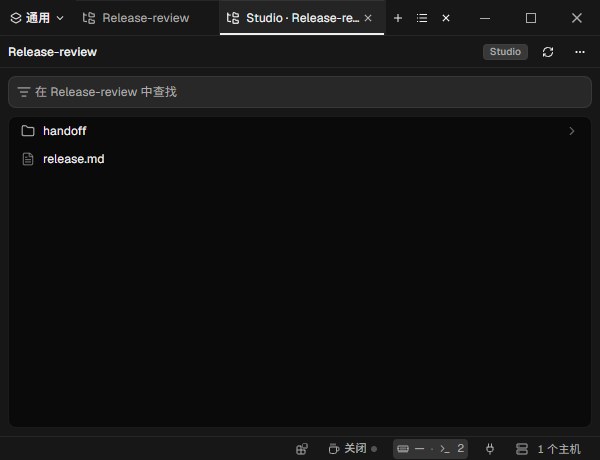 通用 Release-review Studio · Release-re...
Release-review Studio
在 Release-review 中查找
handoff
release.md
关闭 — · 2 1 个主机